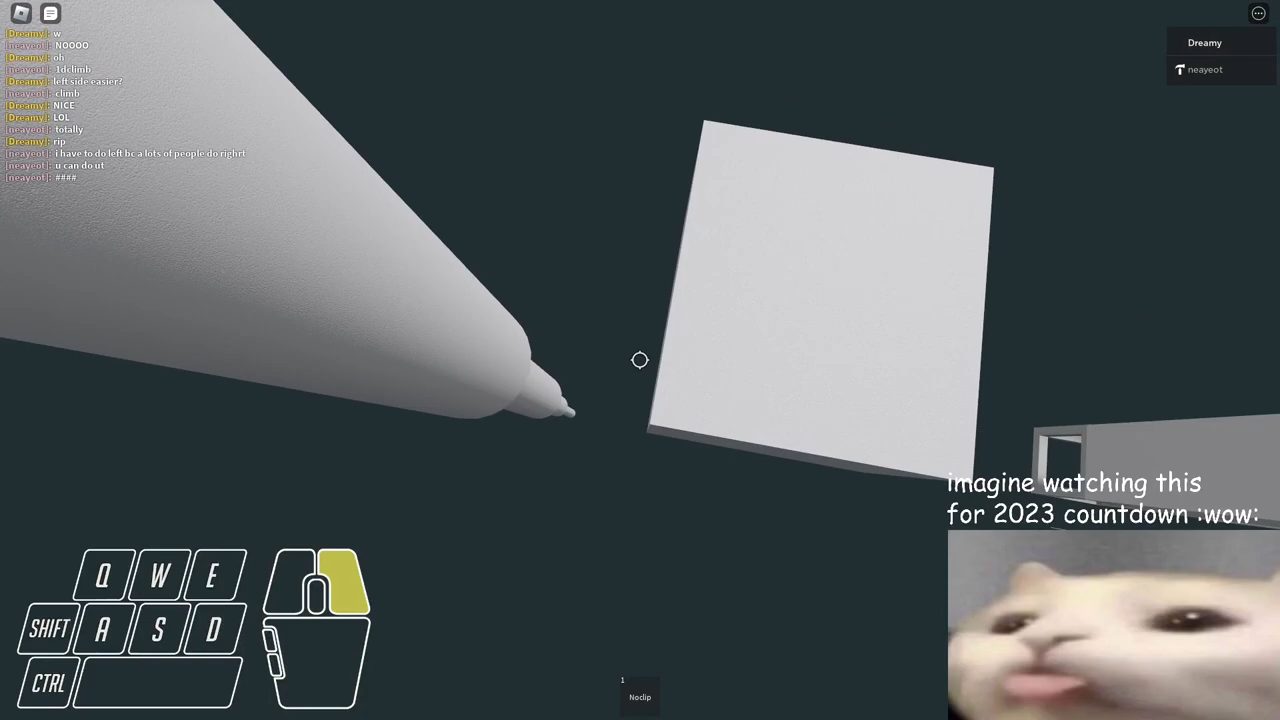 [Dreamy]: w
[neayeot]: NOOOO
[Dreamy]: oh
[neayeot]: 1dclimb
[Dreamy]: left side easier?
[neayeot]: climb
[Dreamy]: NICE
[Dreamy]: LOL
[neayeot]: totally
[Dreamy]: rip
[neayeot]: i have to do left bc a lots of people do righrt
[neayeot]: u can do ut
[neayeot]: ####
Dreamy
neayeot
imagine watching this
for 2023 countdown :wow:
Q W E
SHIFT A S D
CTRL
1
Noclip